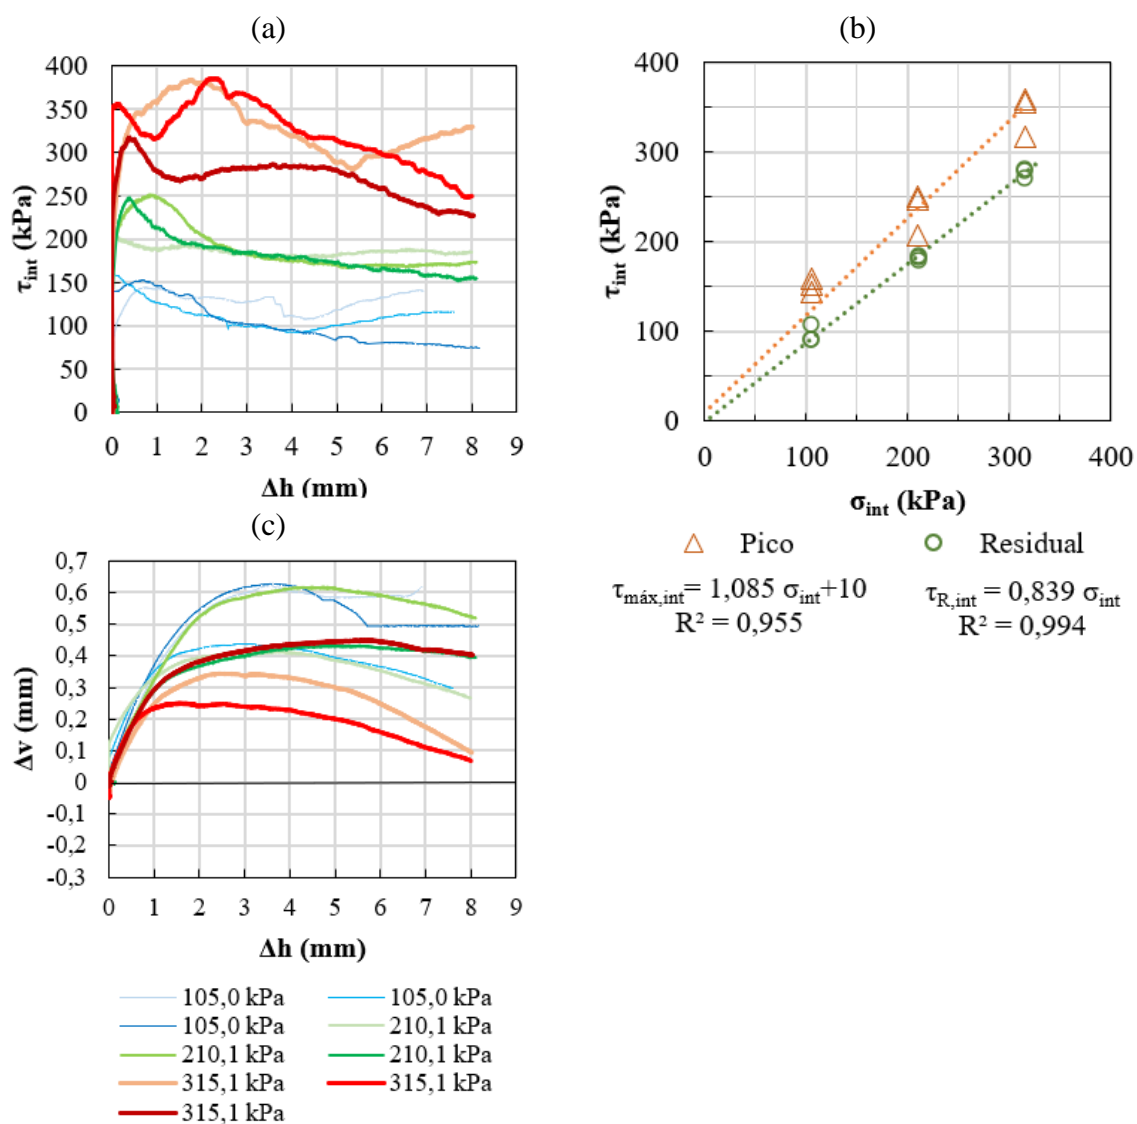 (a)
400
350
300
250
200
150
100
50
0
τint (kPa)
0 1 2 3 4 5 6 7 8 9
Δh (mm)
(b)
400
300
200
100
0
τint (kPa)
0 100 200 300 400
σint (kPa)
Pico Residual
τmáx,int= 1,085 σint+10
R² = 0,955
τR,int = 0,839 σint
R² = 0,994
(c)
0,7
0,6
0,5
0,4
0,3
0,2
0,1
0
-0,1
-0,2
-0,3
Δv (mm)
0 1 2 3 4 5 6 7 8 9
Δh (mm)
105,0 kPa 105,0 kPa
105,0 kPa 210,1 kPa
210,1 kPa 210,1 kPa
315,1 kPa 315,1 kPa
315,1 kPa